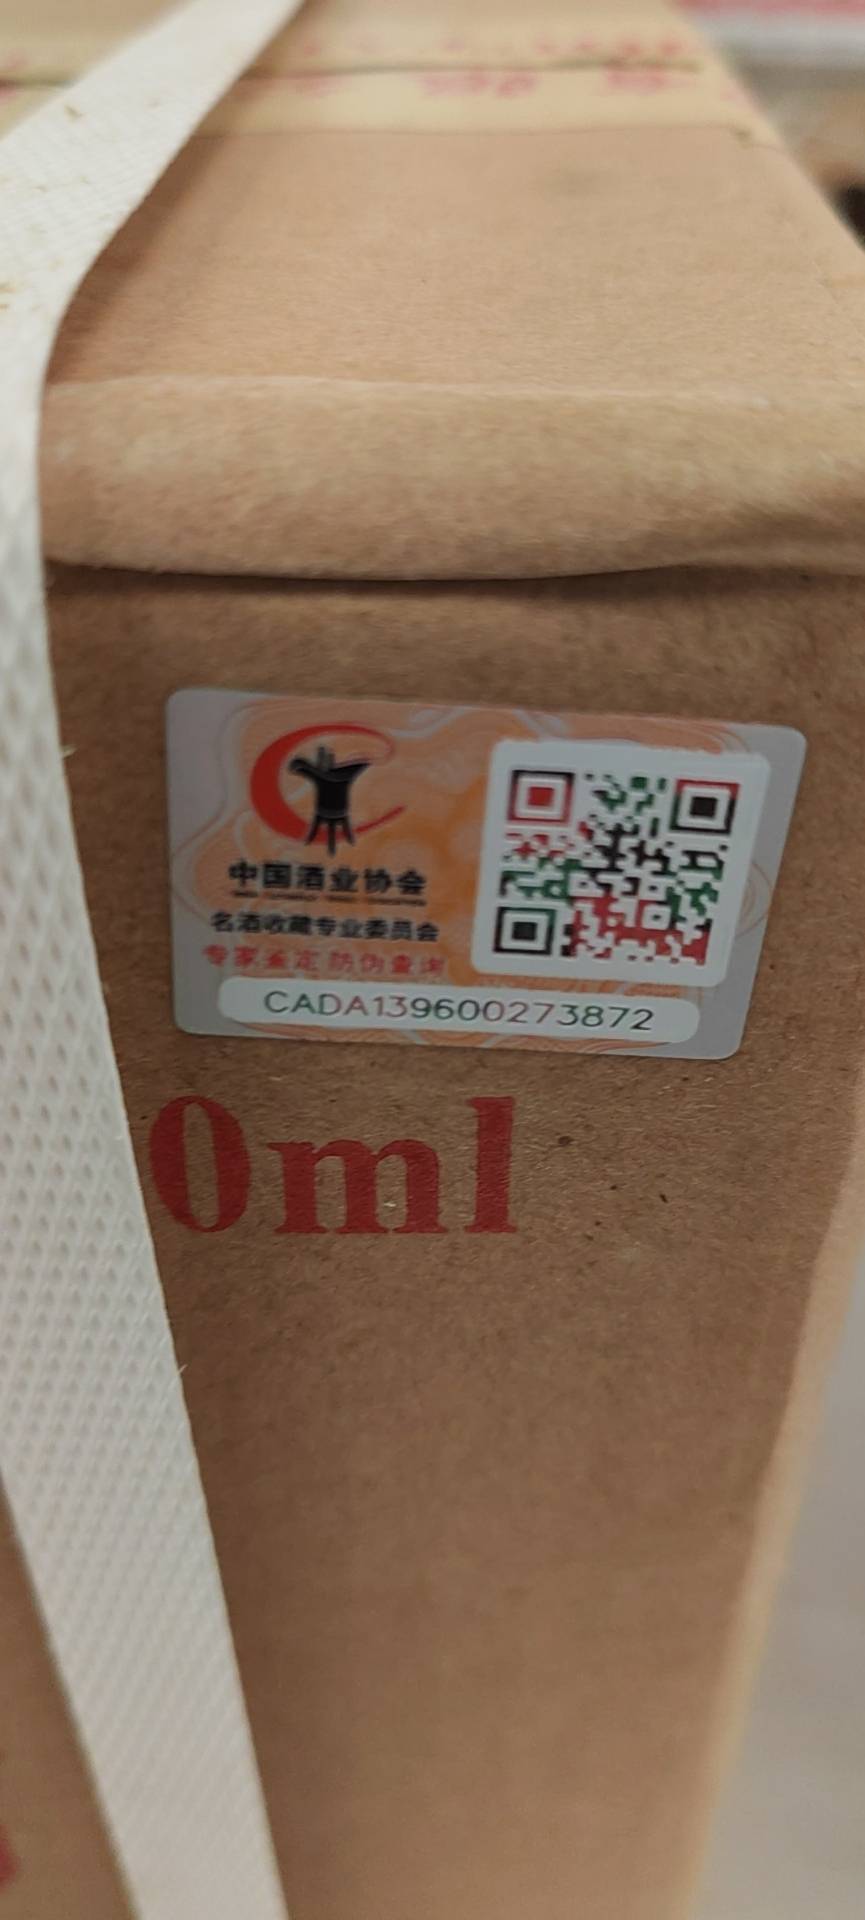 中国酒业协会
名酒收藏专业委员会
专家鉴定 防伪查询
CADA139600273872
0ml